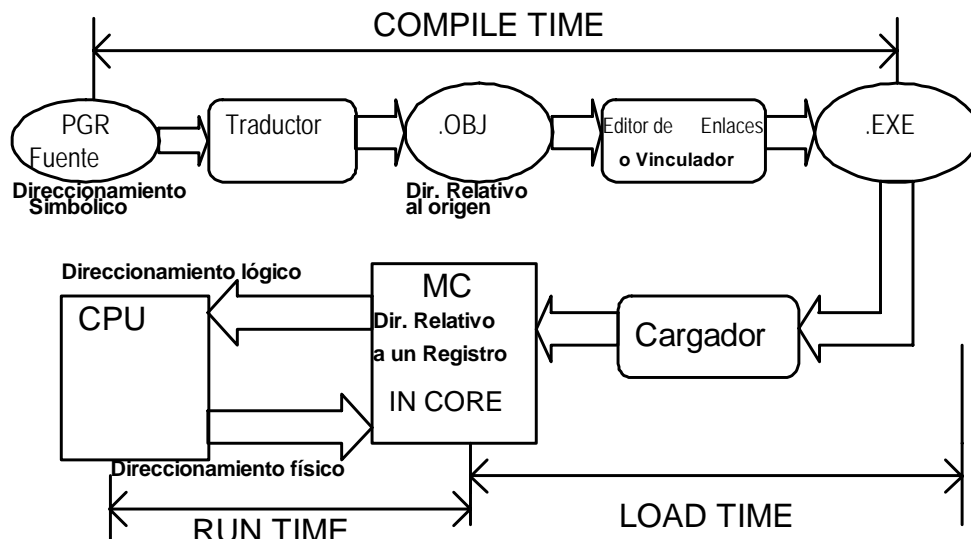 COMPILE TIME
PGR
Fuente
Direccionamiento
Simbólico
Traductor
.OBJ
Dir. Relativo
al origen
Editor de Enlaces
o Vinculador
.EXE
Direccionamiento lógico
CPU
MC
Dir. Relativo
a un Registro
IN CORE
Cargador
Direccionamiento físico
RUN TIME
LOAD TIME